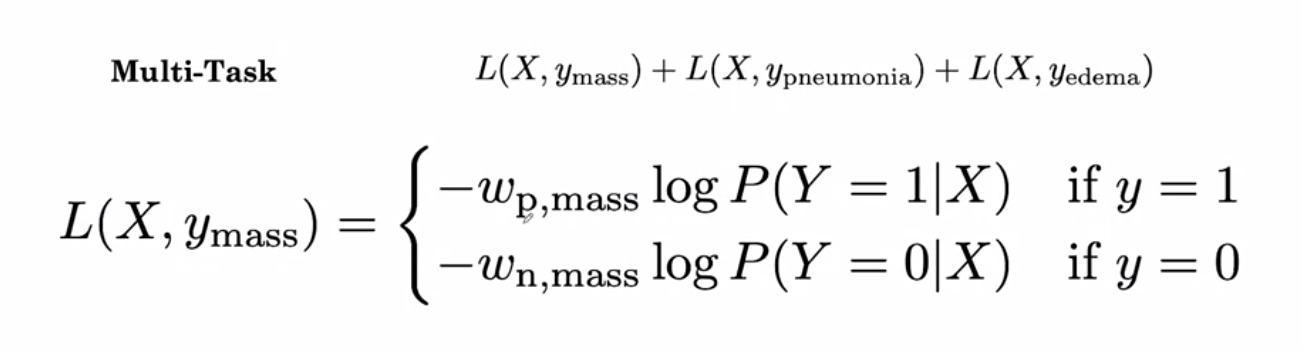 Multi-Task L(X, y_mass) + L(X, y_pneumonia) + L(X, y_edema)
L(X, y_mass) = { −w_p,mass log P(Y = 1|X) if y = 1
−w_n,mass log P(Y = 0|X) if y = 0